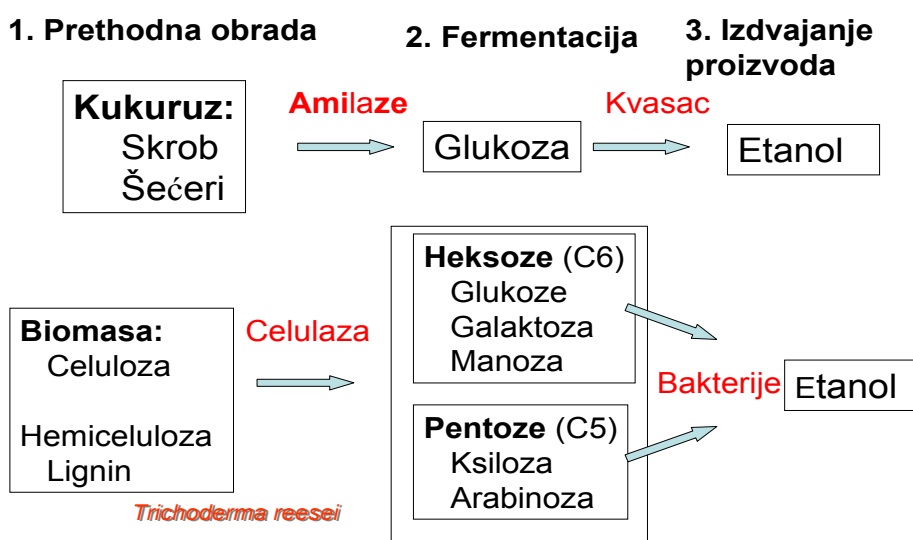 1. Prethodna obrada
2. Fermentacija
3. Izdvajanje
proizvoda
Kukuruz:
Skrob
Šećeri
Amilaze
Glukoza
Kvasac
Etanol
Biomasa:
Celuloza
Hemiceluloza
Lignin
Celulaza
Trichoderma reesei
Heksoze (C6)
Glukoze
Galaktoza
Manoza
Pentoze (C5)
Ksiloza
Arabinoza
Bakterije
Etanol